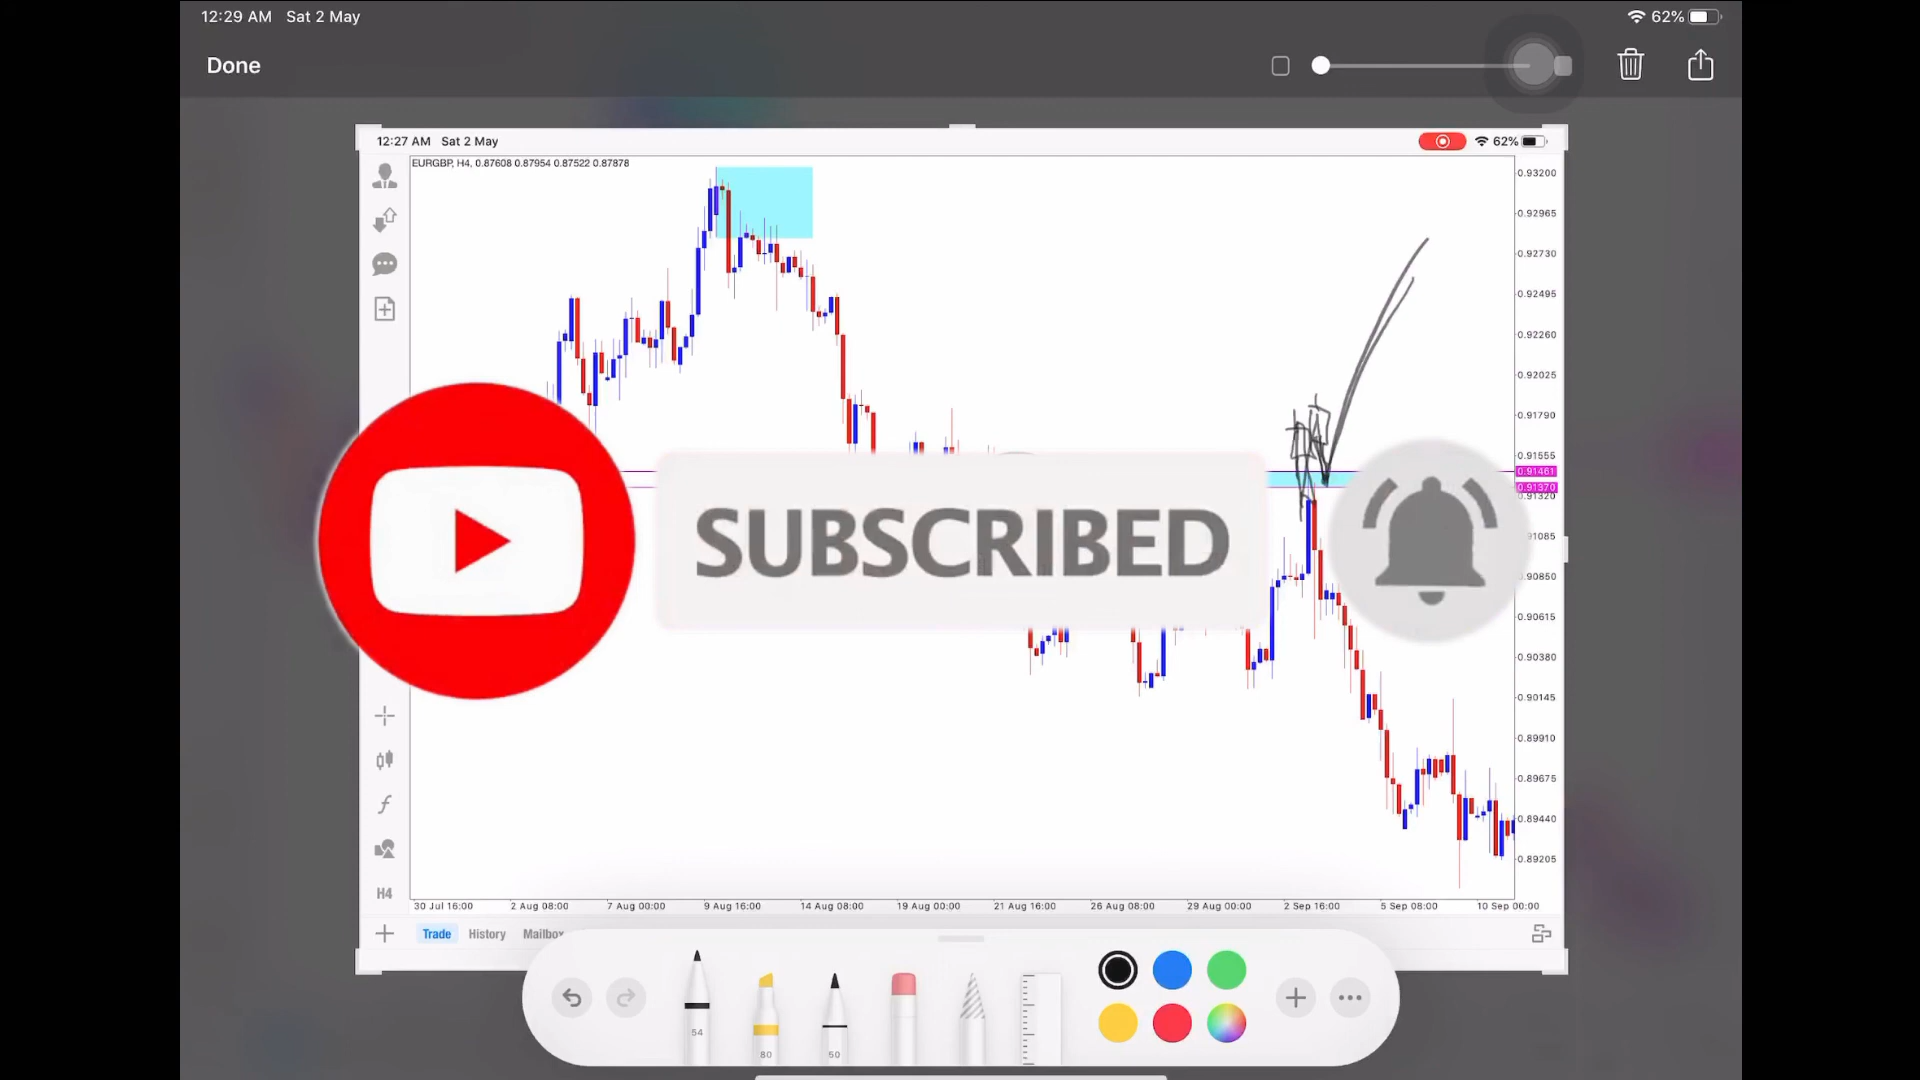 12:29 AM Sat 2 May 62%
Done
12:27 AM Sat 2 May 62%
EURGBP, H4, 0.87608 0.87954 0.87522 0.87878
0.93200
0.92965
0.92730
0.92495
0.92260
0.92025
0.91790
0.91555
0.91461
0.91370
0.91320
SUBSCRIBED
0.91085
0.90850
0.90615
0.90380
0.90145
0.89910
0.89675
0.89440
0.89205
H4
30 Jul 16:00 2 Aug 08:00 7 Aug 00:00 9 Aug 16:00 14 Aug 08:00 19 Aug 00:00 21 Aug 16:00 26 Aug 08:00 29 Aug 00:00 2 Sep 16:00 5 Sep 08:00 10 Sep 00:00
Trade History Mailbox
54 80 50